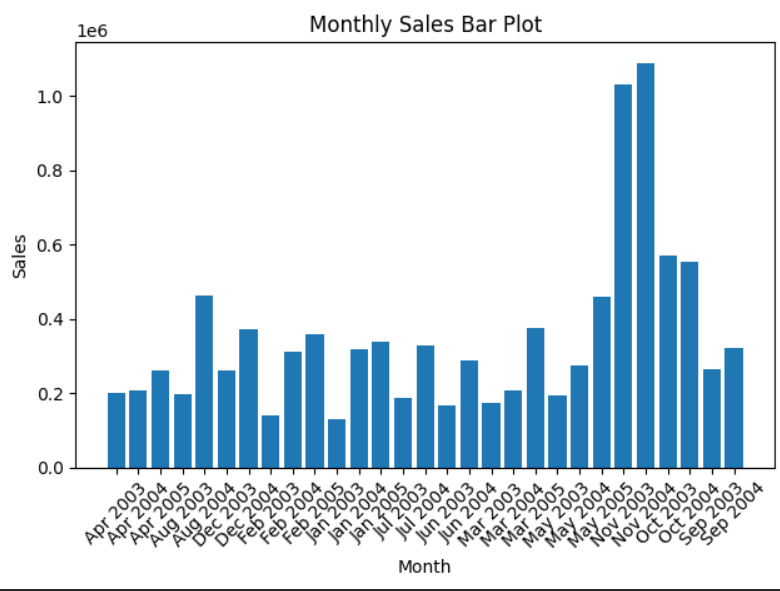 Monthly Sales Bar Plot
1e6
1.0
0.8
0.6
0.4
0.2
0.0
Sales
Apr 2003
Apr 2004
Apr 2005
Aug 2003
Aug 2004
Dec 2003
Dec 2004
Feb 2003
Feb 2004
Feb 2005
Jan 2003
Jan 2004
Jan 2005
Jul 2003
Jul 2004
Jun 2003
Jun 2004
Mar 2003
Mar 2004
Mar 2005
May 2003
May 2004
May 2005
Nov 2003
Nov 2004
Oct 2003
Oct 2004
Sep 2003
Sep 2004
Month